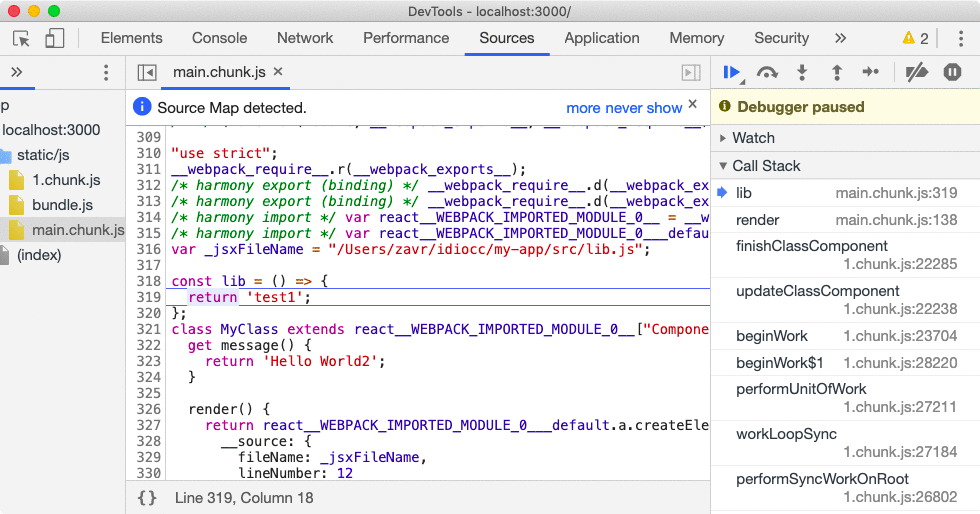 DevTools - localhost:3000/
Elements Console Network Performance Sources Application Memory Security » 2
» main.chunk.js ×
p
localhost:3000
static/js
1.chunk.js
bundle.js
main.chunk.js
(index)
i Source Map detected. more never show ×
309
310 "use strict";
311 __webpack_require__.r(__webpack_exports__);
312 /* harmony export (binding) */ __webpack_require__.d(__webpack_ex
313 /* harmony export (binding) */ __webpack_require__.d(__webpack_ex
314 /* harmony import */ var react__WEBPACK_IMPORTED_MODULE_0__ = __w
315 /* harmony import */ var react__WEBPACK_IMPORTED_MODULE_0___defau
316 var _jsxFileName = "/Users/zavr/idiocc/my-app/src/lib.js";
317
318 const lib = () => {
319 return 'test1';
320 };
321 class MyClass extends react__WEBPACK_IMPORTED_MODULE_0__["Compone
322 get message() {
323 return 'Hello World2';
324 }
325
326 render() {
327 return react__WEBPACK_IMPORTED_MODULE_0___default.a.createEle
328 __source: {
329 fileName: _jsxFileName,
330 lineNumber: 12
{} Line 319, Column 18
Debugger paused
Watch
Call Stack
lib main.chunk.js:319
render main.chunk.js:138
finishClassComponent
1.chunk.js:22285
updateClassComponent
1.chunk.js:22238
beginWork 1.chunk.js:23704
beginWork$1 1.chunk.js:28220
performUnitOfWork
1.chunk.js:27211
workLoopSync
1.chunk.js:27184
performSyncWorkOnRoot
1.chunk.js:26802